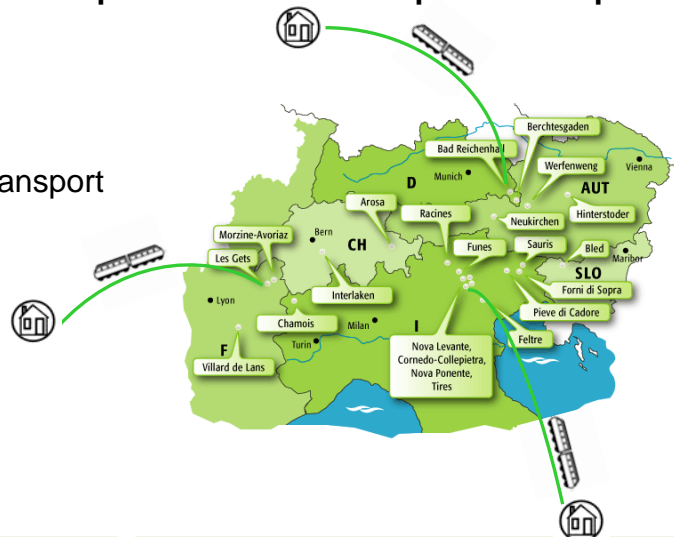 ansport
Berchtesgaden
Bad Reichenhall
Werfenweng
Vienna
D
Munich
AUT
Arosa
Racines
Neukirchen
Hinterstoder
Morzine-Avoriaz
Bern
CH
Funes
Sauris
Bled
Maribor
Les Gets
SLO
Interlaken
Forni di Sopra
Lyon
Chamois
Milan
I
Pieve di Cadore
Turin
Nova Levante,
Cornedo-Collepietra,
Nova Ponente,
Tires
Feltre
F
Villard de Lans